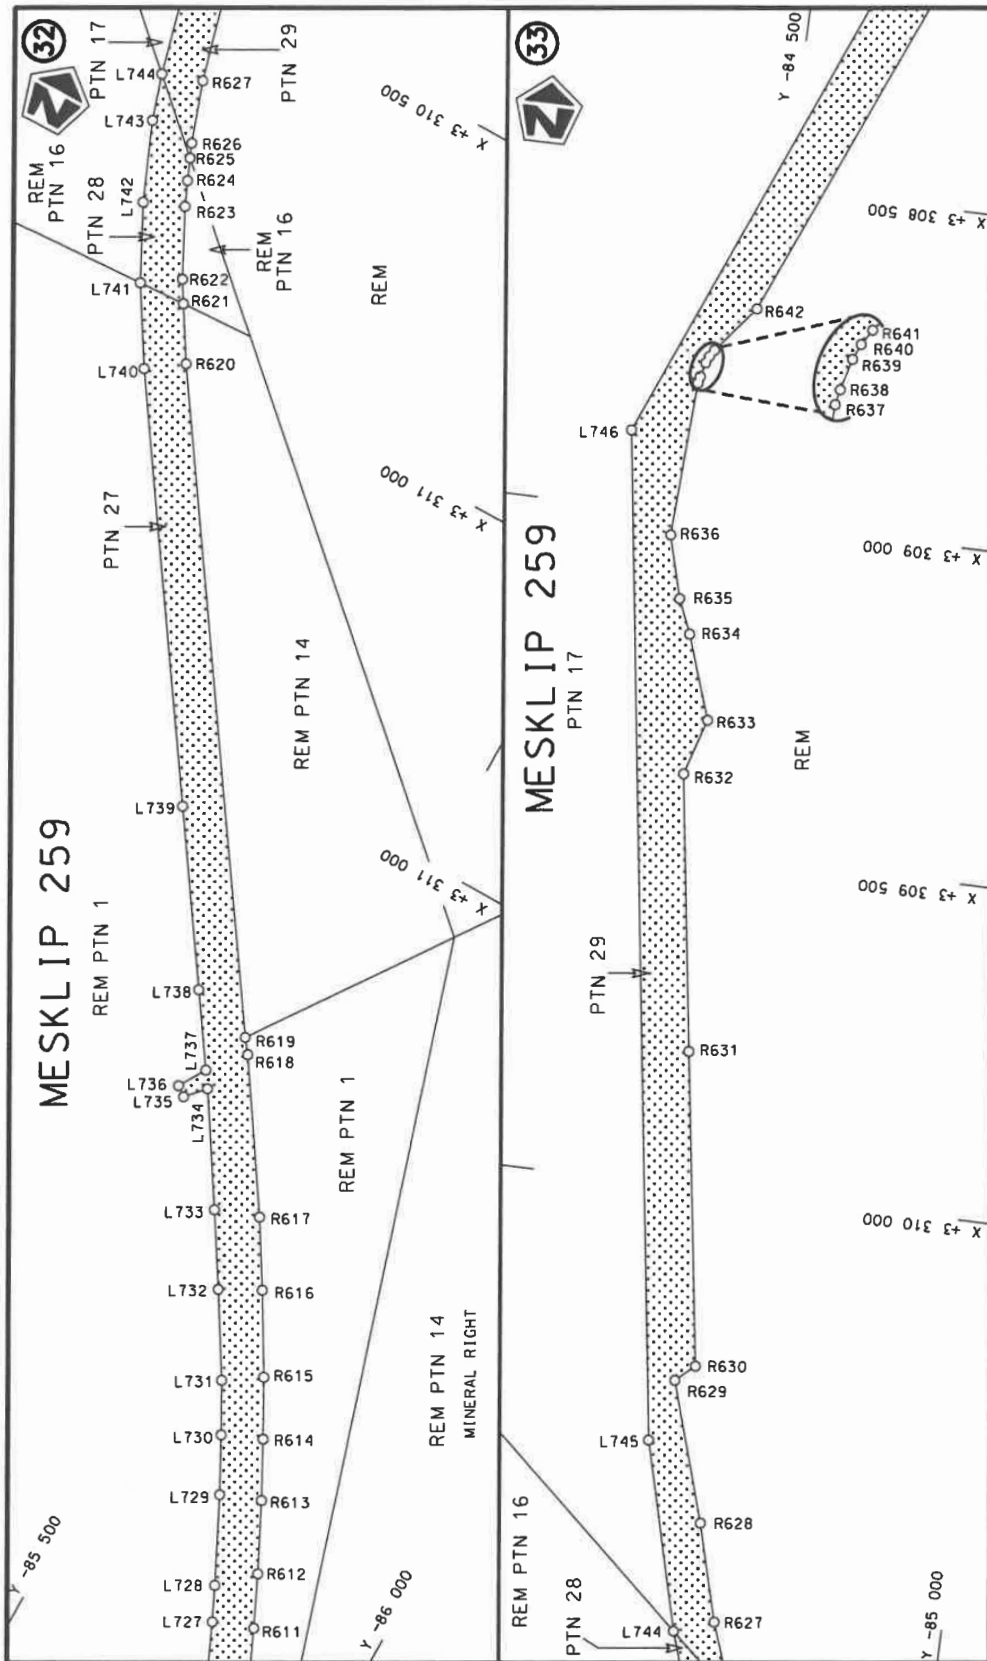 32
PTN 17
L744
29
PTN
R627
X +3 310 500
REM
PTN 16
L743
R626
R625
R624
R623
PTN 28
L742
REM
PTN 16
REM
L741
R622
R621
L740
R620
PTN 27
X +3 311 000
MESKLIP 259
REM PTN 1
REM PTN 14
L739
X +3 311 000
L738
L737
L736
L735
L734
R619
R618
REM PTN 1
L733
R617
L732
R616
L731
R615
REM PTN 14
MINERAL RIGHT
L730
R614
L729
R613
Y -85 500
L728
R612
L727
R611
Y -86 000
33
Y -84 500
X +3 308 500
R642
R641
R640
R639
R638
R637
L746
R636
X +3 309 000
MESKLIP 259
PTN 17
R635
R634
R633
REM
R632
X +3 309 500
PTN 29
R631
X +3 310 000
R630
R629
L745
REM PTN 16
R628
PTN 28
L744
R627
Y -85 000